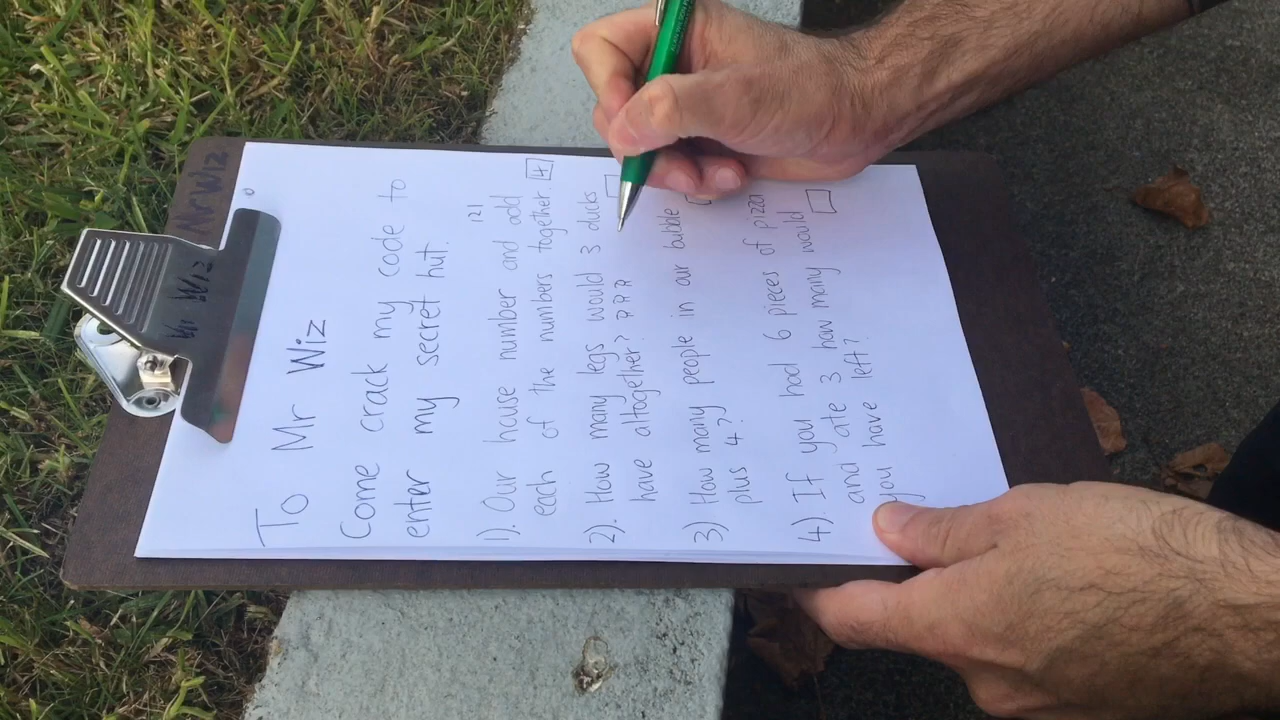 Mr Wiz
Mr Wiz
To Mr Wiz
Come crack my code to
enter my secret hut.
121
1). Our house number and add
each of the numbers together. 4
2). How many legs would 3 ducks
have altogether? ? ? ?
3) How many people in our bubble
plus 4?
4). If you had 6 pieces of pizza
and ate 3 how many would
you have left?